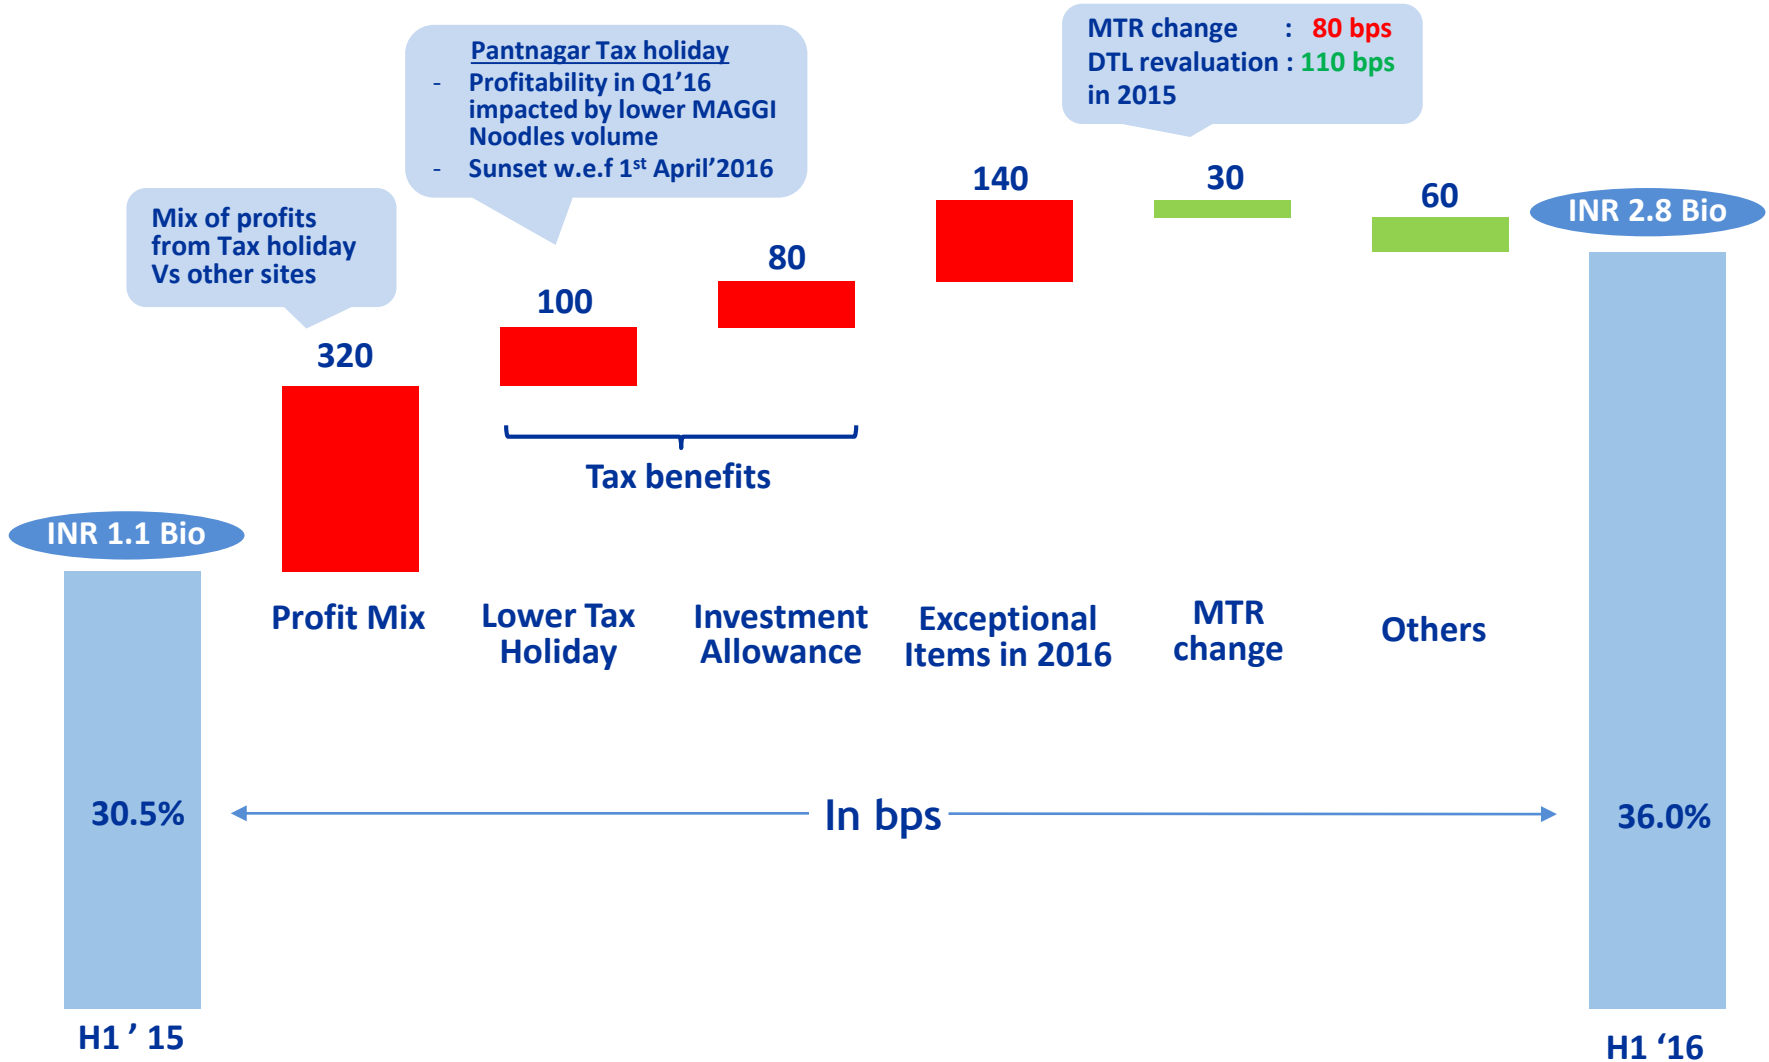 MTR change : 80 bps
DTL revaluation : 110 bps
in 2015
Pantnagar Tax holiday
- Profitability in Q1’16
impacted by lower MAGGI
Noodles volume
- Sunset w.e.f 1st April’2016
Mix of profits
from Tax holiday
Vs other sites
320
100
80
140
30
60
INR 2.8 Bio
Tax benefits
INR 1.1 Bio
Profit Mix
Lower Tax
Holiday
Investment
Allowance
Exceptional
Items in 2016
MTR
change
Others
30.5%
In bps
36.0%
H1 ’ 15
H1 ‘16